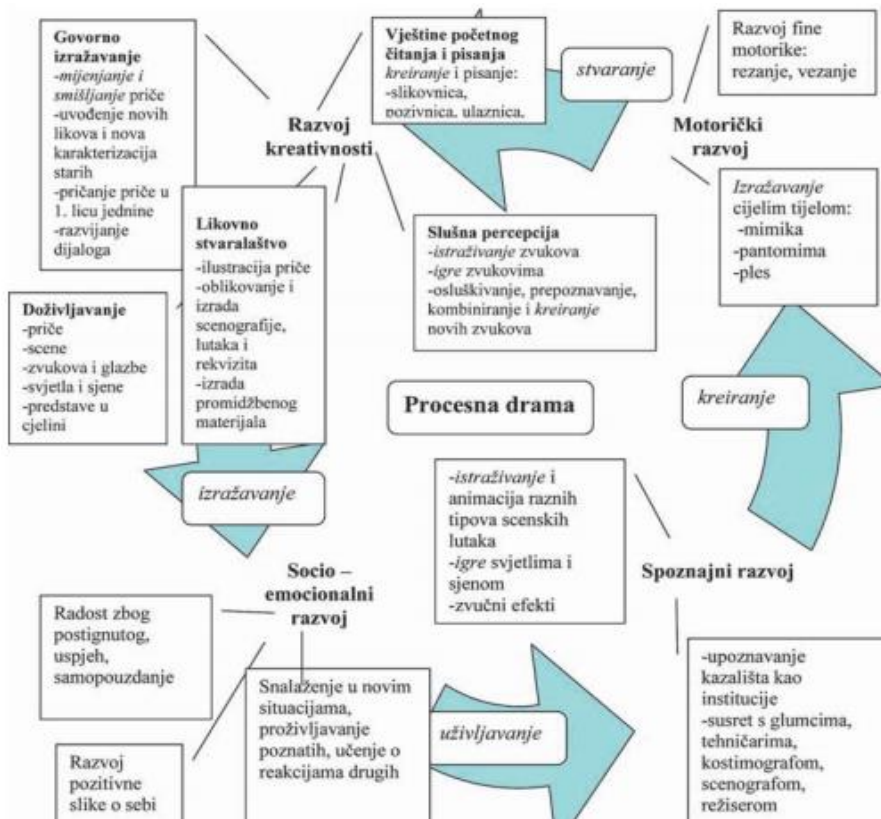 Govorno
izražavanje
-mijenjanje i
smišljanje priče
-uvođenje novih
likova i nova
karakterizacija
starih
-pričanje priče u
1. licu jednine
-razvijanje
dijaloga
Vještine početnog
čitanja i pisanja
kreiranje i pisanje:
-slikovnica,
pozivnica, ulaznica,
stvaranje
Razvoj fine
motorike:
rezanje, vezanje
Razvoj
kreativnosti
Motorički
razvoj
Likovno
stvaralaštvo
-ilustracija priče
-oblikovanje i
izrada
scenografije,
lutaka i
rekvizita
-izrada
promidžbenog
materijala
Slušna percepcija
-istraživanje zvukova
-igre zvukovima
-osluškivanje, prepoznavanje,
kombiniranje i kreiranje
novih zvukova
Izražavanje
cijelim tijelom:
-mimika
-pantomima
-ples
Doživljavanje
-priče
-scene
-zvukova i glazbe
-svjetla i sjene
-predstave u
cjelini
Procesna drama
kreiranje
izražavanje
-istraživanje i
animacija raznih
tipova scenskih
lutaka
-igre svjetlima i
sjenom
-zvučni efekti
Socio –
emocionalni
razvoj
Spoznajni razvoj
Radost zbog
postignutog,
uspjeh,
samopouzdanje
Snalaženje u novim
situacijama,
proživljavanje
poznatih, učenje o
reakcijama drugih
uživljavanje
-upoznavanje
kazališta kao
institucije
-susret s glumcima,
tehničarima,
kostimografom,
scenografom,
režiserom
Razvoj
pozitivne
slike o sebi